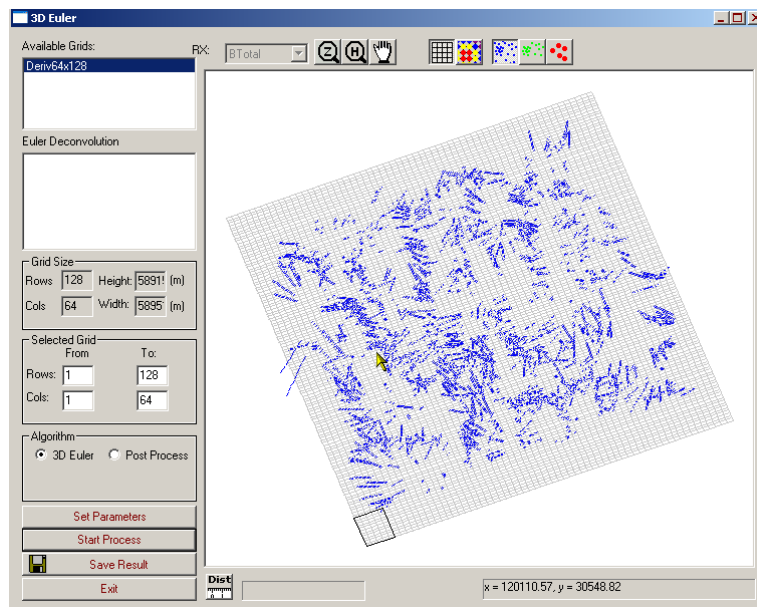 3D Euler
Available Grids:
RX:
BTotal
Z
H
Deriv64x128
Euler Deconvolution
Grid Size
Rows 128 Height: 5891! (m)
Cols 64 Width: 5895 (m)
Selected Grid
From To:
Rows: 1 128
Cols: 1 64
Algorithm
3D Euler Post Process
Set Parameters
Start Process
Save Result
Exit
Dist
x = 120110.57, y = 30548.82